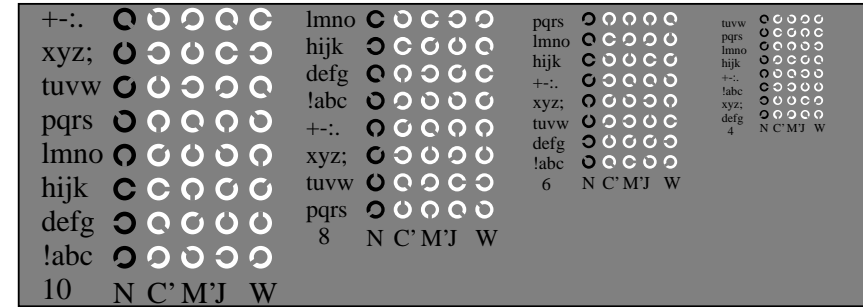 +-:.
xyz;
tuvw
pqrs
lmno
hijk
defg
!abc
10 N C' M'J W
lmno
hijk
defg
!abc
+-:.
xyz;
tuvw
pqrs
8 N C' M'J W
pqrs
lmno
hijk
+-:.
xyz;
tuvw
defg
!abc
6 N C' M'J W
tuvw
pqrs
lmno
hijk
+-:.
!abc
xyz;
defg
4 N C' M'J W